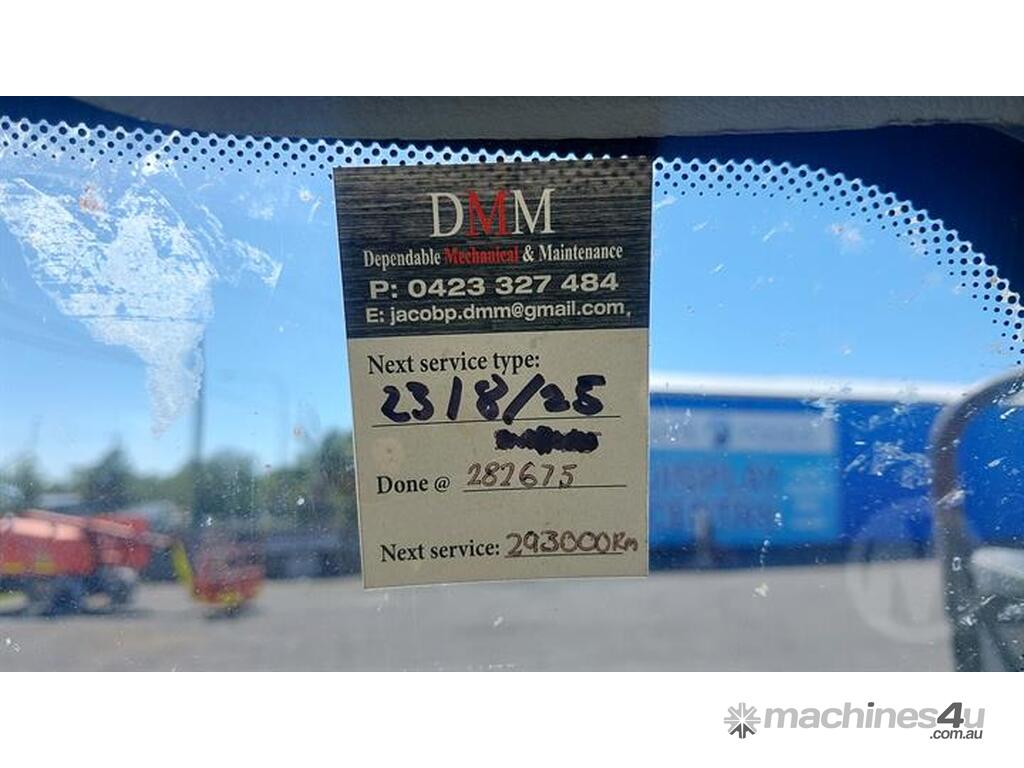 DMM
Dependable Mechanical & Maintenance
P: 0423 327 484
E: jacobp.dmm@gmail.com,
Next service type:
23/8/25
Done @ 282675
Next service: 293000Km
machines4u
.com.au